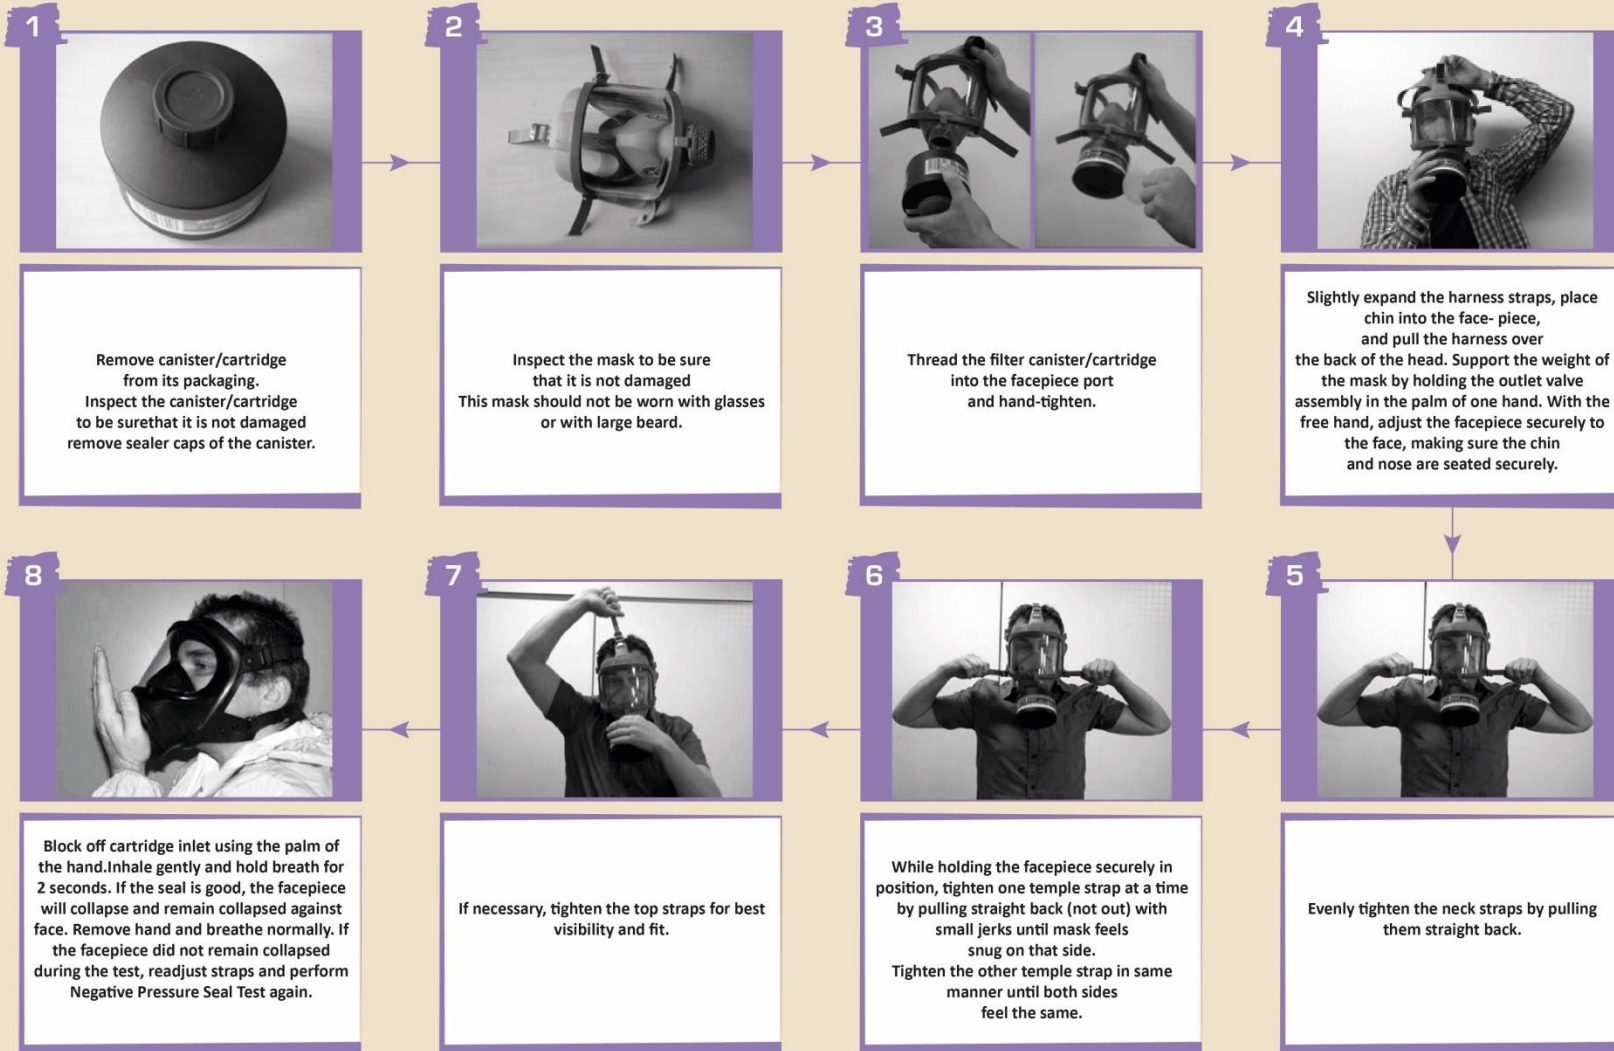 1
Remove canister/cartridge
from its packaging.
Inspect the canister/cartridge
to be surethat it is not damaged
remove sealer caps of the canister.
2
Inspect the mask to be sure
that it is not damaged
This mask should not be worn with glasses
or with large beard.
3
Thread the filter canister/cartridge
into the facepiece port
and hand-tighten.
4
Slightly expand the harness straps, place
chin into the face- piece,
and pull the harness over
the back of the head. Support the weight of
the mask by holding the outlet valve
assembly in the palm of one hand. With the
free hand, adjust the facepiece securely to
the face, making sure the chin
and nose are seated securely.
5
Evenly tighten the neck straps by pulling
them straight back.
6
While holding the facepiece securely in
position, tighten one temple strap at a time
by pulling straight back (not out) with
small jerks until mask feels
snug on that side.
Tighten the other temple strap in same
manner until both sides
feel the same.
7
If necessary, tighten the top straps for best
visibility and fit.
8
Block off cartridge inlet using the palm of
the hand.Inhale gently and hold breath for
2 seconds. If the seal is good, the facepiece
will collapse and remain collapsed against
face. Remove hand and breathe normally. If
the facepiece did not remain collapsed
during the test, readjust straps and perform
Negative Pressure Seal Test again.